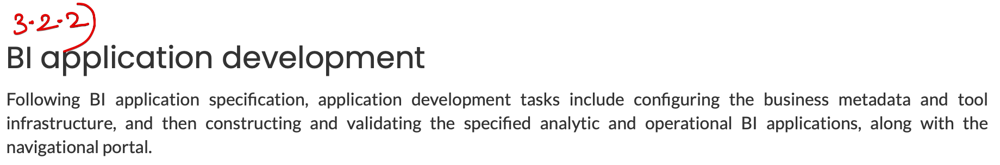 3.2.2)
BI application development
Following BI application specification, application development tasks include configuring the business metadata and tool
infrastructure, and then constructing and validating the specified analytic and operational BI applications, along with the
navigational portal.